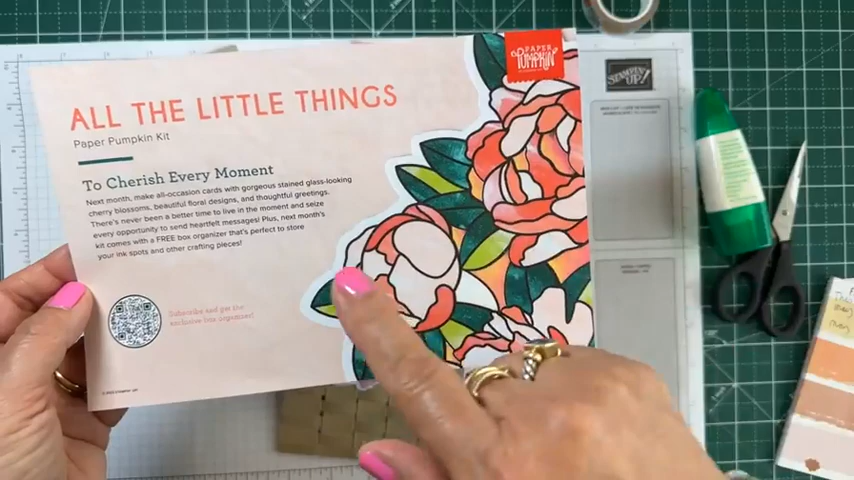 PAPER
PUMPKIN
ALL THE LITTLE THINGS
Paper Pumpkin Kit
To Cherish Every Moment
Next month, make all-occasion cards with gorgeous stained glass-looking
cherry blossoms, beautiful floral designs, and thoughtful greetings.
There's never been a better time to live in the moment and seize
every opportunity to send heartfelt messages! Plus, next month's
kit comes with a FREE box organizer that's perfect to store
your ink spots and other crafting pieces!
Subscribe and get the
exclusive box organizer!
STAMPIN' UP!